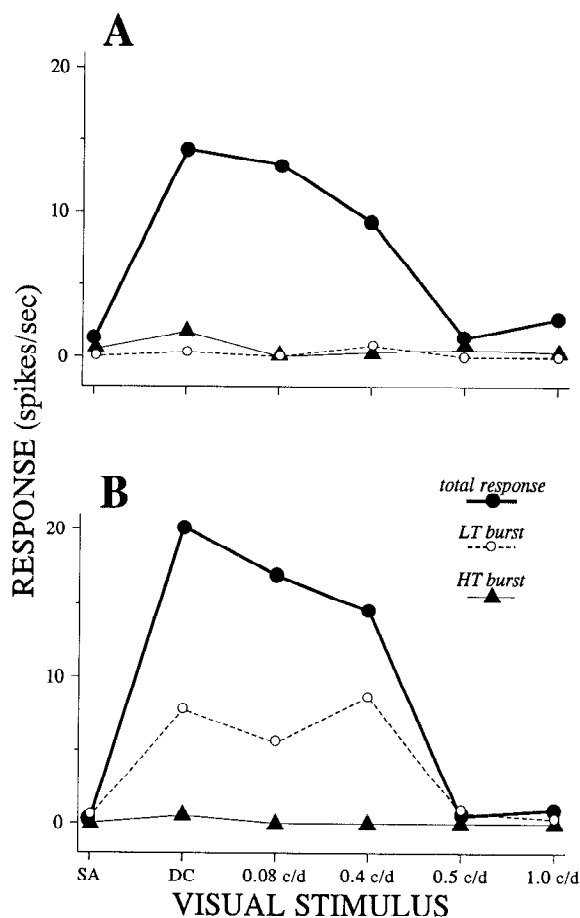 A
20
10
0
RESPONSE (spikes/sec)
B
total response
LT burst
HT burst
20
10
0
SA DC 0.08 c/d 0.4 c/d 0.5 c/d 1.0 c/d
VISUAL STIMULUS